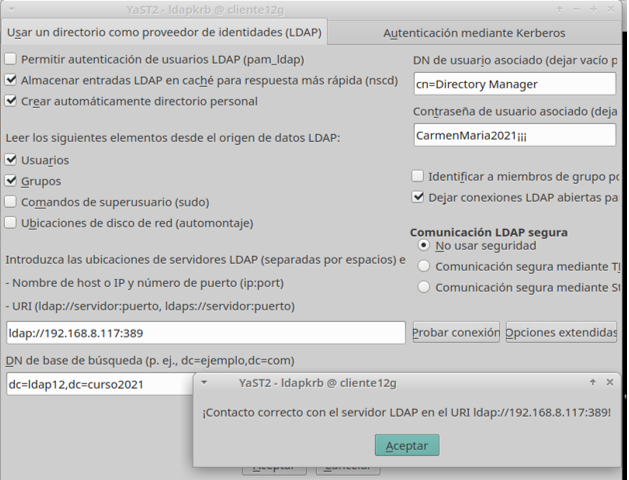 YaST2 - ldapkrb @ cliente12g
Usar un directorio como proveedor de identidades (LDAP)
Autenticación mediante Kerberos
Permitir autenticación de usuarios LDAP (pam_ldap)
Almacenar entradas LDAP en caché para respuesta más rápida (nscd)
Crear automáticamente directorio personal
Leer los siguientes elementos desde el origen de datos LDAP:
Usuarios
Grupos
Comandos de superusuario (sudo)
Ubicaciones de disco de red (automontaje)
Introduzca las ubicaciones de servidores LDAP (separadas por espacios) e
- Nombre de host o IP y número de puerto (ip:port)
- URI (ldap://servidor:puerto, ldaps://servidor:puerto)
ldap://192.168.8.117:389
DN de base de búsqueda (p. ej., dc=ejemplo,dc=com)
dc=ldap12,dc=curso2021
DN de usuario asociado (dejar vacío p
cn=Directory Manager
Contraseña de usuario asociado (deja
CarmenMaria2021¡¡¡
Identificar a miembros de grupo po
Dejar conexiones LDAP abiertas pa
Comunicación LDAP segura
No usar seguridad
Comunicación segura mediante
Comunicación segura mediante
Probar conexión
Opciones extendidas
YaST2 - ldapkrb @ cliente12g
¡Contacto correcto con el servidor LDAP en el URI ldap://192.168.8.117:389!
Aceptar
Aceptar
Cancelar